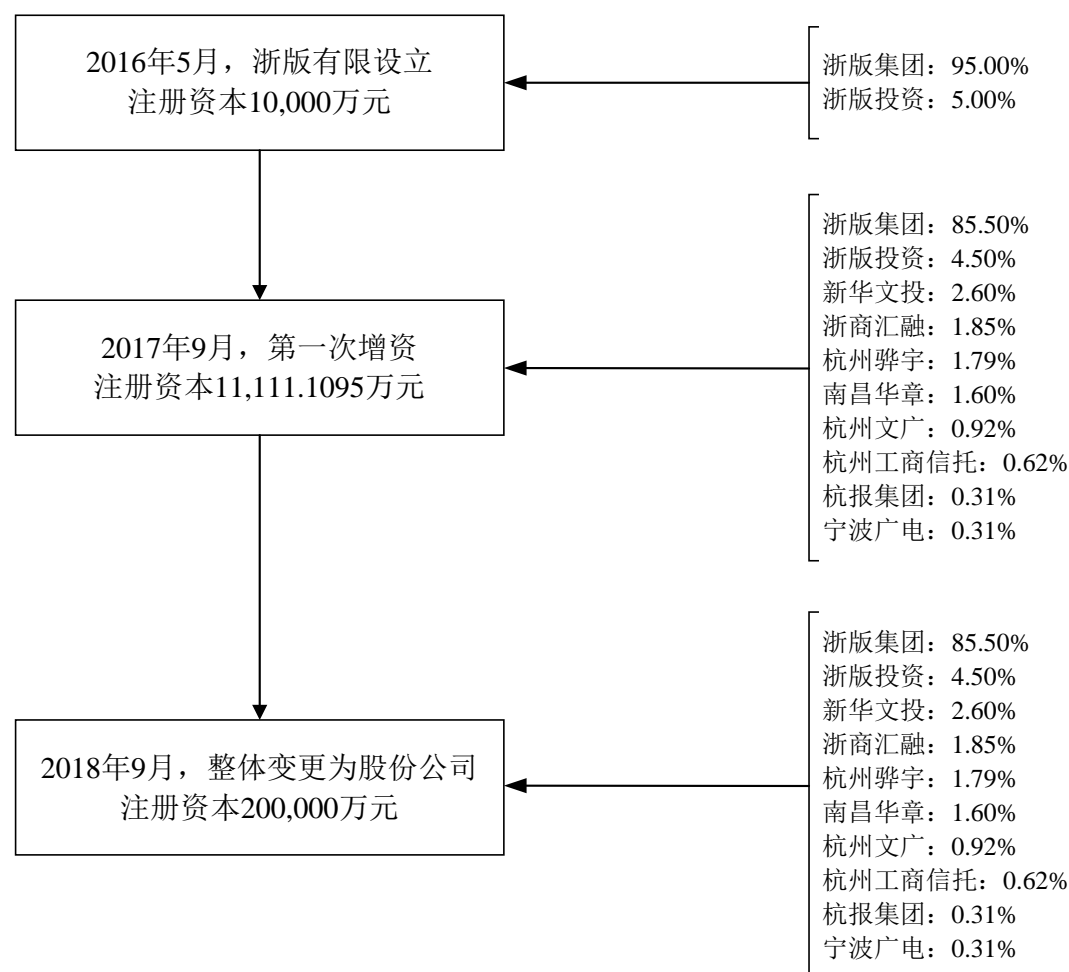 2016年5月，浙版有限设立
注册资本10,000万元
浙版集团：95.00%
浙版投资：5.00%
2017年9月，第一次增资
注册资本11,111.1095万元
浙版集团：85.50%
浙版投资：4.50%
新华文投：2.60%
浙商汇融：1.85%
杭州骅宇：1.79%
南昌华章：1.60%
杭州文广：0.92%
杭州工商信托：0.62%
杭报集团：0.31%
宁波广电：0.31%
2018年9月，整体变更为股份公司
注册资本200,000万元
浙版集团：85.50%
浙版投资：4.50%
新华文投：2.60%
浙商汇融：1.85%
杭州骅宇：1.79%
南昌华章：1.60%
杭州文广：0.92%
杭州工商信托：0.62%
杭报集团：0.31%
宁波广电：0.31%